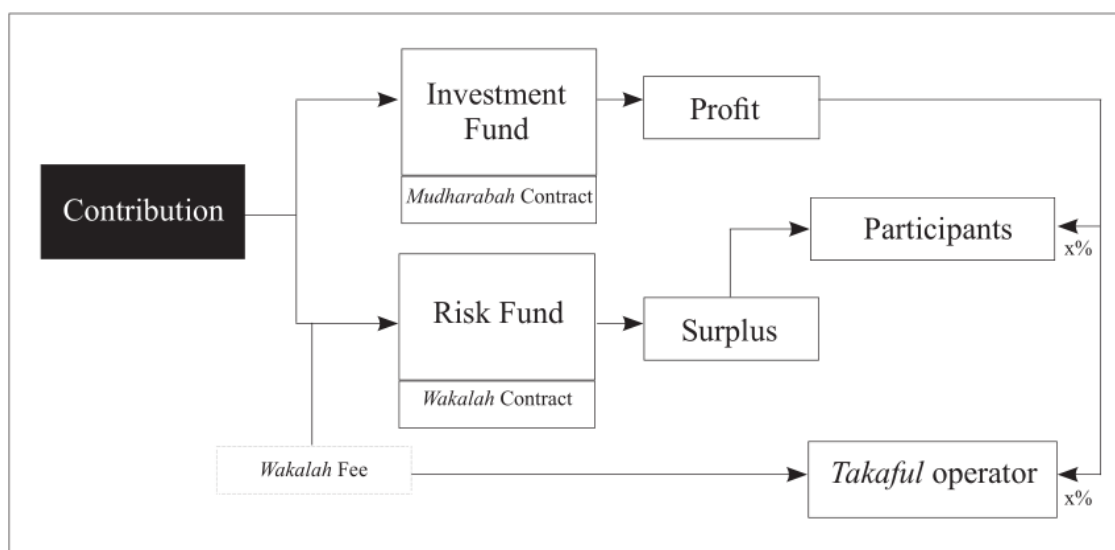 Investment
Fund
Mudharabah Contract
Profit
Contribution
Participants
x%
Risk Fund
Wakalah Contract
Surplus
Wakalah Fee
Takaful operator
x%